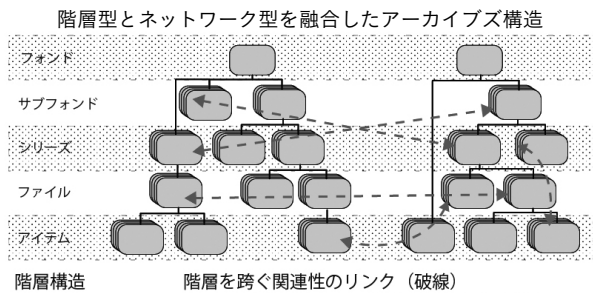 階層型とネットワーク型を融合したアーカイブズ構造
フォンド
サブフォンド
シリーズ
ファイル
アイテム
階層構造
階層を跨ぐ関連性のリンク（破線）